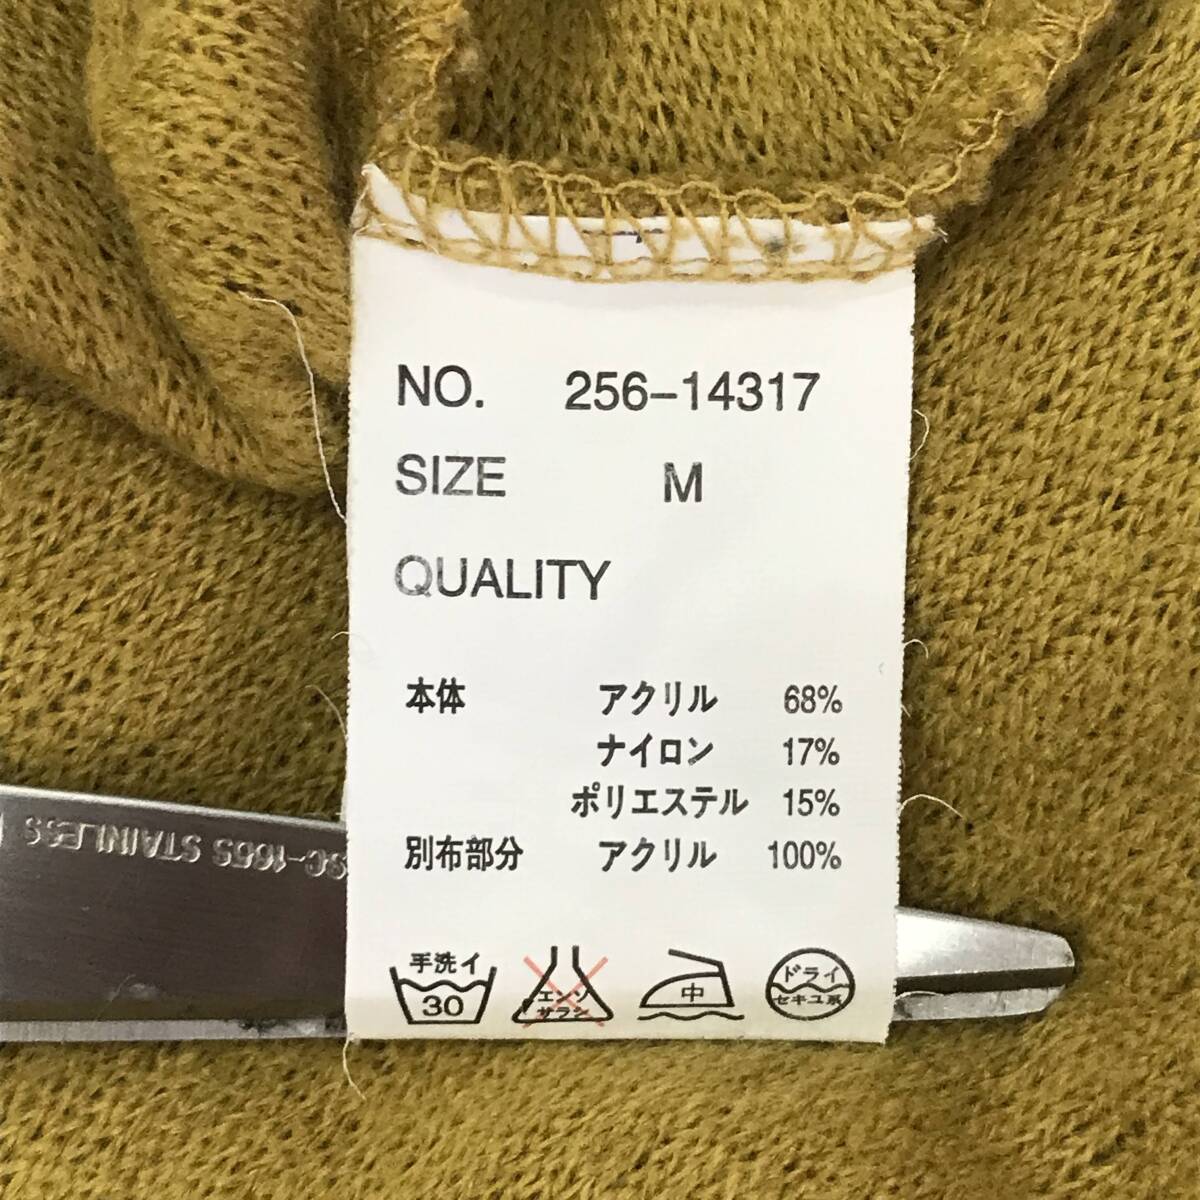 NO. 256-14317
SIZE M
QUALITY
本体 アクリル 68%
ナイロン 17%
ポリエステル 15%
別布部分 アクリル 100%
手洗イ
30
エンソ
サラシ
中
ドライ
セキユ系
SC-165S STAINLESS